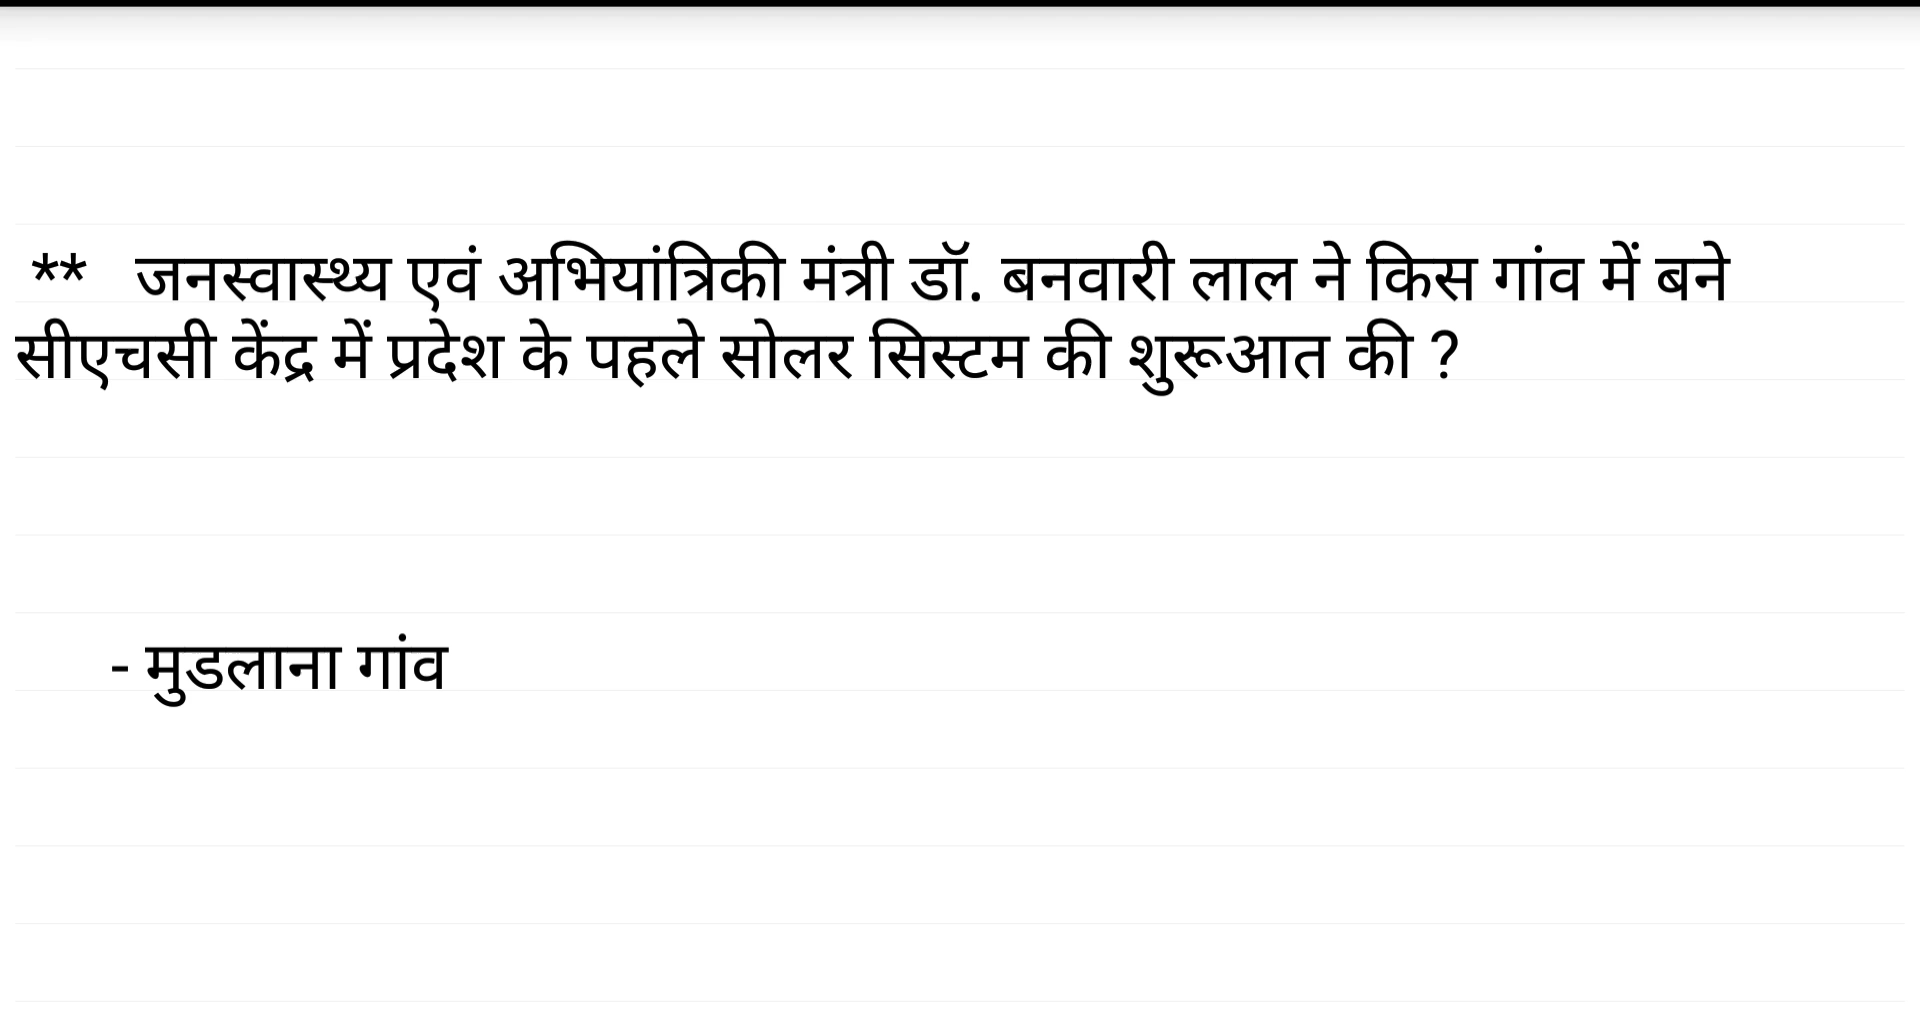 ** जनस्वास्थ्य एवं अभियांत्रिकी मंत्री डॉ. बनवारी लाल ने किस गांव में बने
सीएचसी केंद्र में प्रदेश के पहले सोलर सिस्टम की शुरूआत की ?
- मुडलाना गांव